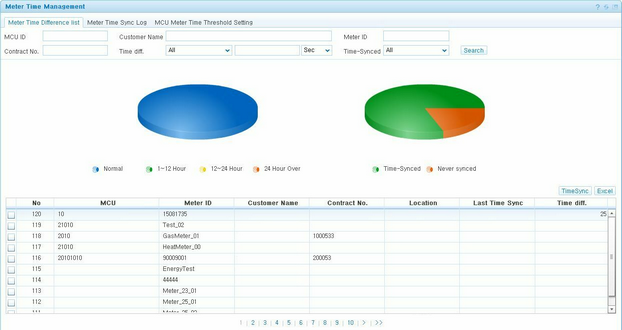 Meter Time Management
Meter Time Difference list Meter Time Sync Log MCU Meter Time Threshold Setting
MCU ID Customer Name Meter ID
Contract No. Time diff. All Sec Time-Synced All Search
Normal 1~12 Hour 12~24 Hour 24 Hour Over Time-Synced Never synced
TimeSync Excel
No MCU Meter ID Customer Name Contract No. Location Last Time Sync Time diff.
120 10 15081735 25
119 21010 Test_02
118 2010 GasMeter_01 1000533
117 21010 HeatMeter_00
116 20101010 90009001 200053
115 EnergyTest
114 44444
113 Meter_23_01
112 Meter_25_01
1 | 2 | 3 | 4 | 5 | 6 | 7 | 8 | 9 | 10 | > | >>